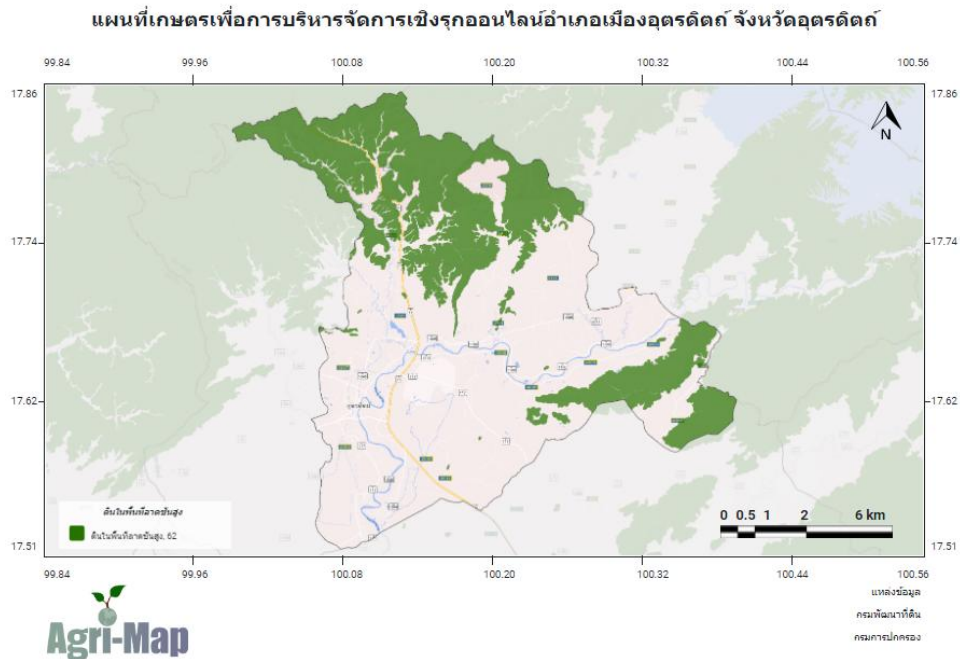 แผนที่เกษตรเพื่อการบริหารจัดการเชิงรุกออนไลน์อำเภอเมืองอุตรดิตถ์ จังหวัดอุตรดิตถ์
99.84 99.96 100.08 100.20 100.32 100.44 100.56
17.86 17.86
N
17.74 17.74
17.62 17.62
อุตรดิตถ์
ดินในพื้นที่ลาดชันสูง
ดินในพื้นที่ลาดชันสูง, 62
0 0.5 1 2 6 km
17.51 17.51
99.84 99.96 100.08 100.20 100.32 100.44 100.56
แหล่งข้อมูล
กรมพัฒนาที่ดิน
กรมการปกครอง
Agri-Map